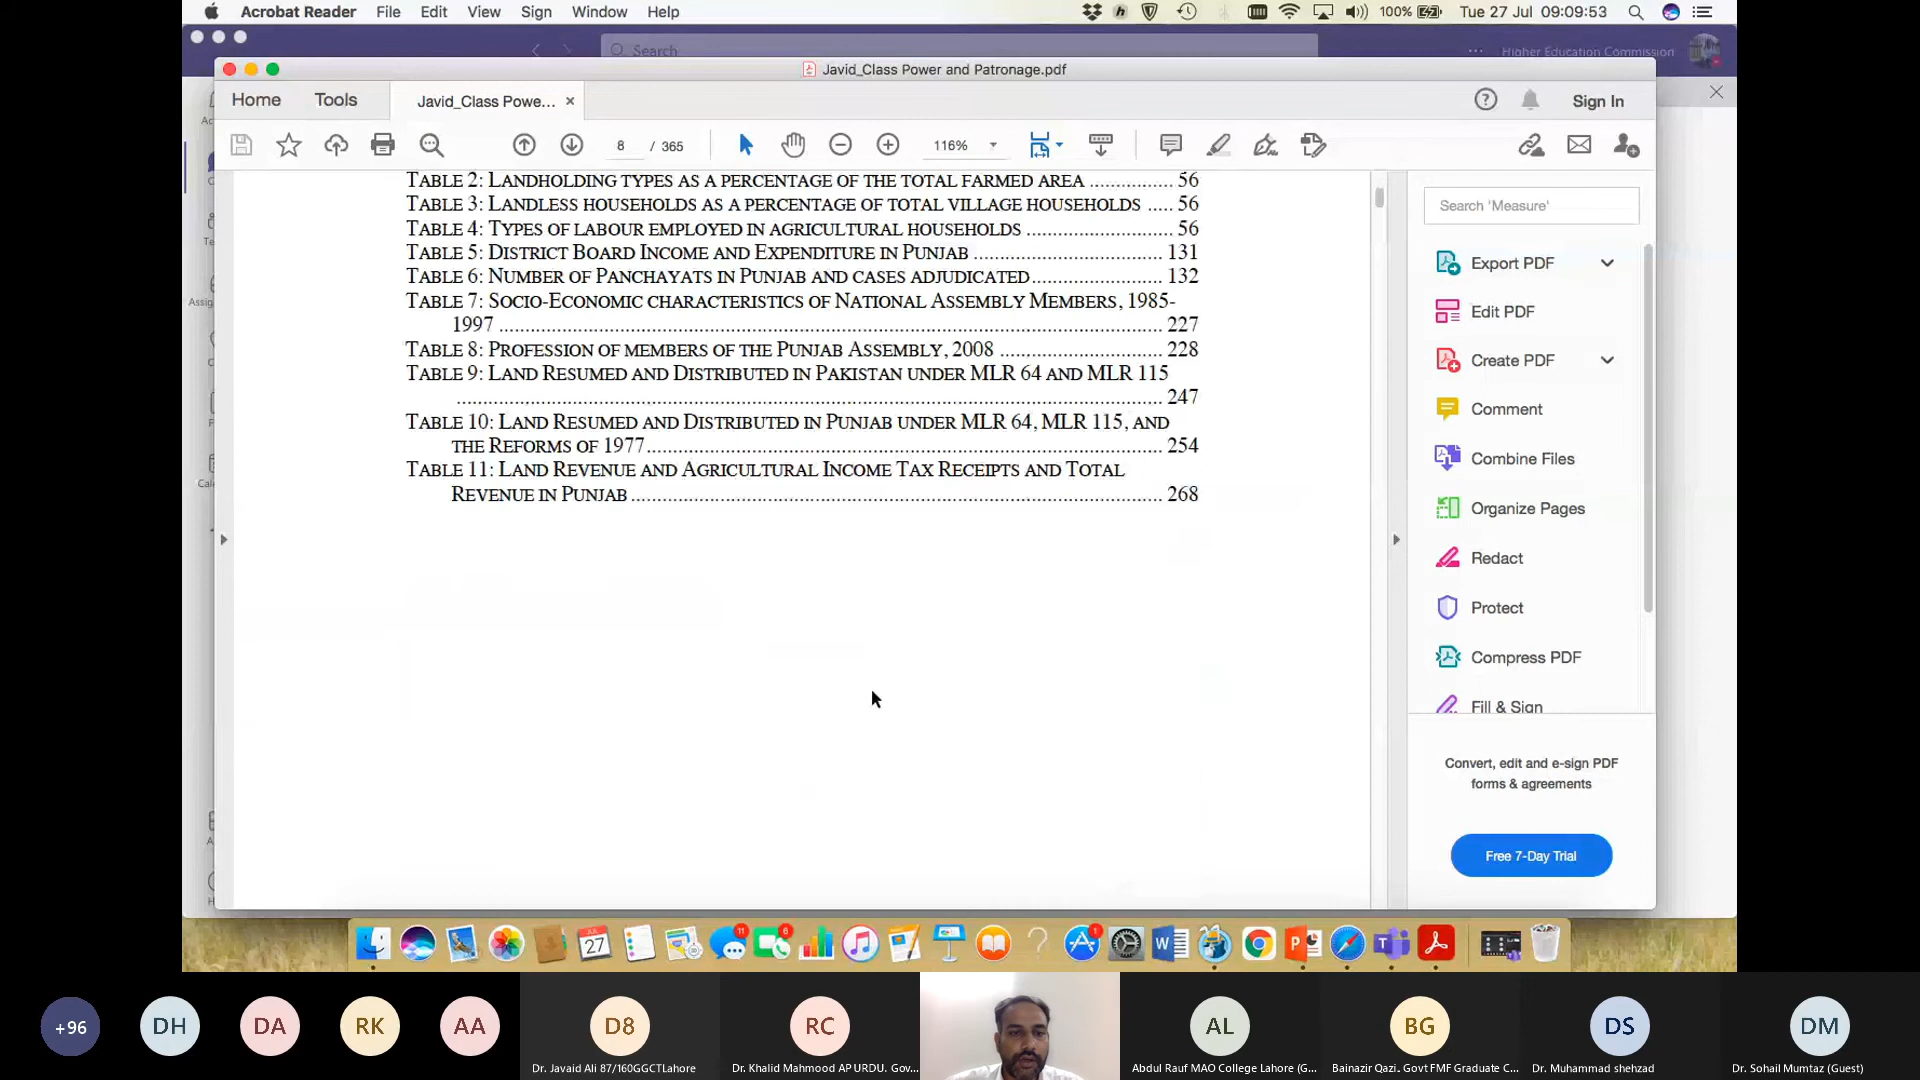 Acrobat Reader File Edit View Sign Window Help
100% Tue 27 Jul 09:09:53
Search
Higher Education Commission
Javid_Class Power and Patronage.pdf
Home Tools Javid_Class Powe... × Sign In
8 / 365 116%
TABLE 2: LANDHOLDING TYPES AS A PERCENTAGE OF THE TOTAL FARMED AREA ................ 56
TABLE 3: LANDLESS HOUSEHOLDS AS A PERCENTAGE OF TOTAL VILLAGE HOUSEHOLDS ..... 56
TABLE 4: TYPES OF LABOUR EMPLOYED IN AGRICULTURAL HOUSEHOLDS ............................ 56
TABLE 5: DISTRICT BOARD INCOME AND EXPENDITURE IN PUNJAB ..................................... 131
TABLE 6: NUMBER OF PANCHAYATS IN PUNJAB AND CASES ADJUDICATED......................... 132
TABLE 7: SOCIO-ECONOMIC CHARACTERISTICS OF NATIONAL ASSEMBLY MEMBERS, 1985-
1997 .................................................................................................................. 227
TABLE 8: PROFESSION OF MEMBERS OF THE PUNJAB ASSEMBLY, 2008 ............................... 228
TABLE 9: LAND RESUMED AND DISTRIBUTED IN PAKISTAN UNDER MLR 64 AND MLR 115
............................................................................................................................ 247
TABLE 10: LAND RESUMED AND DISTRIBUTED IN PUNJAB UNDER MLR 64, MLR 115, AND
THE REFORMS OF 1977......................................................................................... 254
TABLE 11: LAND REVENUE AND AGRICULTURAL INCOME TAX RECEIPTS AND TOTAL
REVENUE IN PUNJAB ............................................................................................ 268
Search 'Measure'
Export PDF
Edit PDF
Create PDF
Comment
Combine Files
Organize Pages
Redact
Protect
Compress PDF
Fill & Sign
Convert, edit and e-sign PDF
forms & agreements
Free 7-Day Trial
JUL
27
11
6
1
+96 DH DA RK AA D8 RC AL BG DS DM
Dr. Javaid Ali 87/160GGCTLahore
Dr. Khalid Mahmood AP URDU. Gov...
Abdul Rauf MAO College Lahore (G...
Bainazir Qazi. Govt FMF Graduate C...
Dr. Muhammad shehzad
Dr. Sohail Mumtaz (Guest)